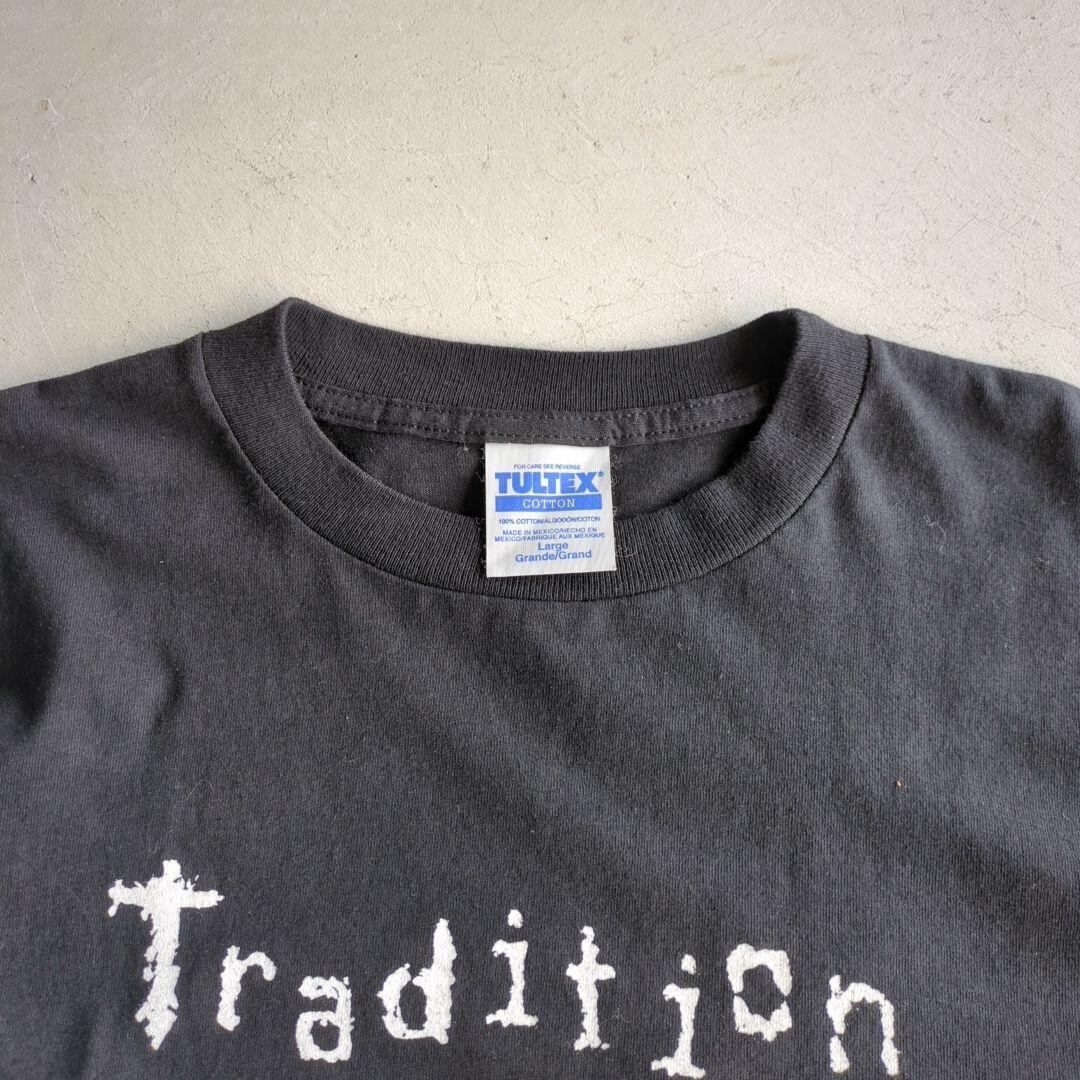 FOR CARE SEE REVERSE
TULTEX®
COTTON
100% COTTON/ALGODÓN/COTON
MADE IN MEXICO/HECHO EN
MEXICO/FABRIQUE AUX MEXIQUE
Large
Grande/Grand
Tradition